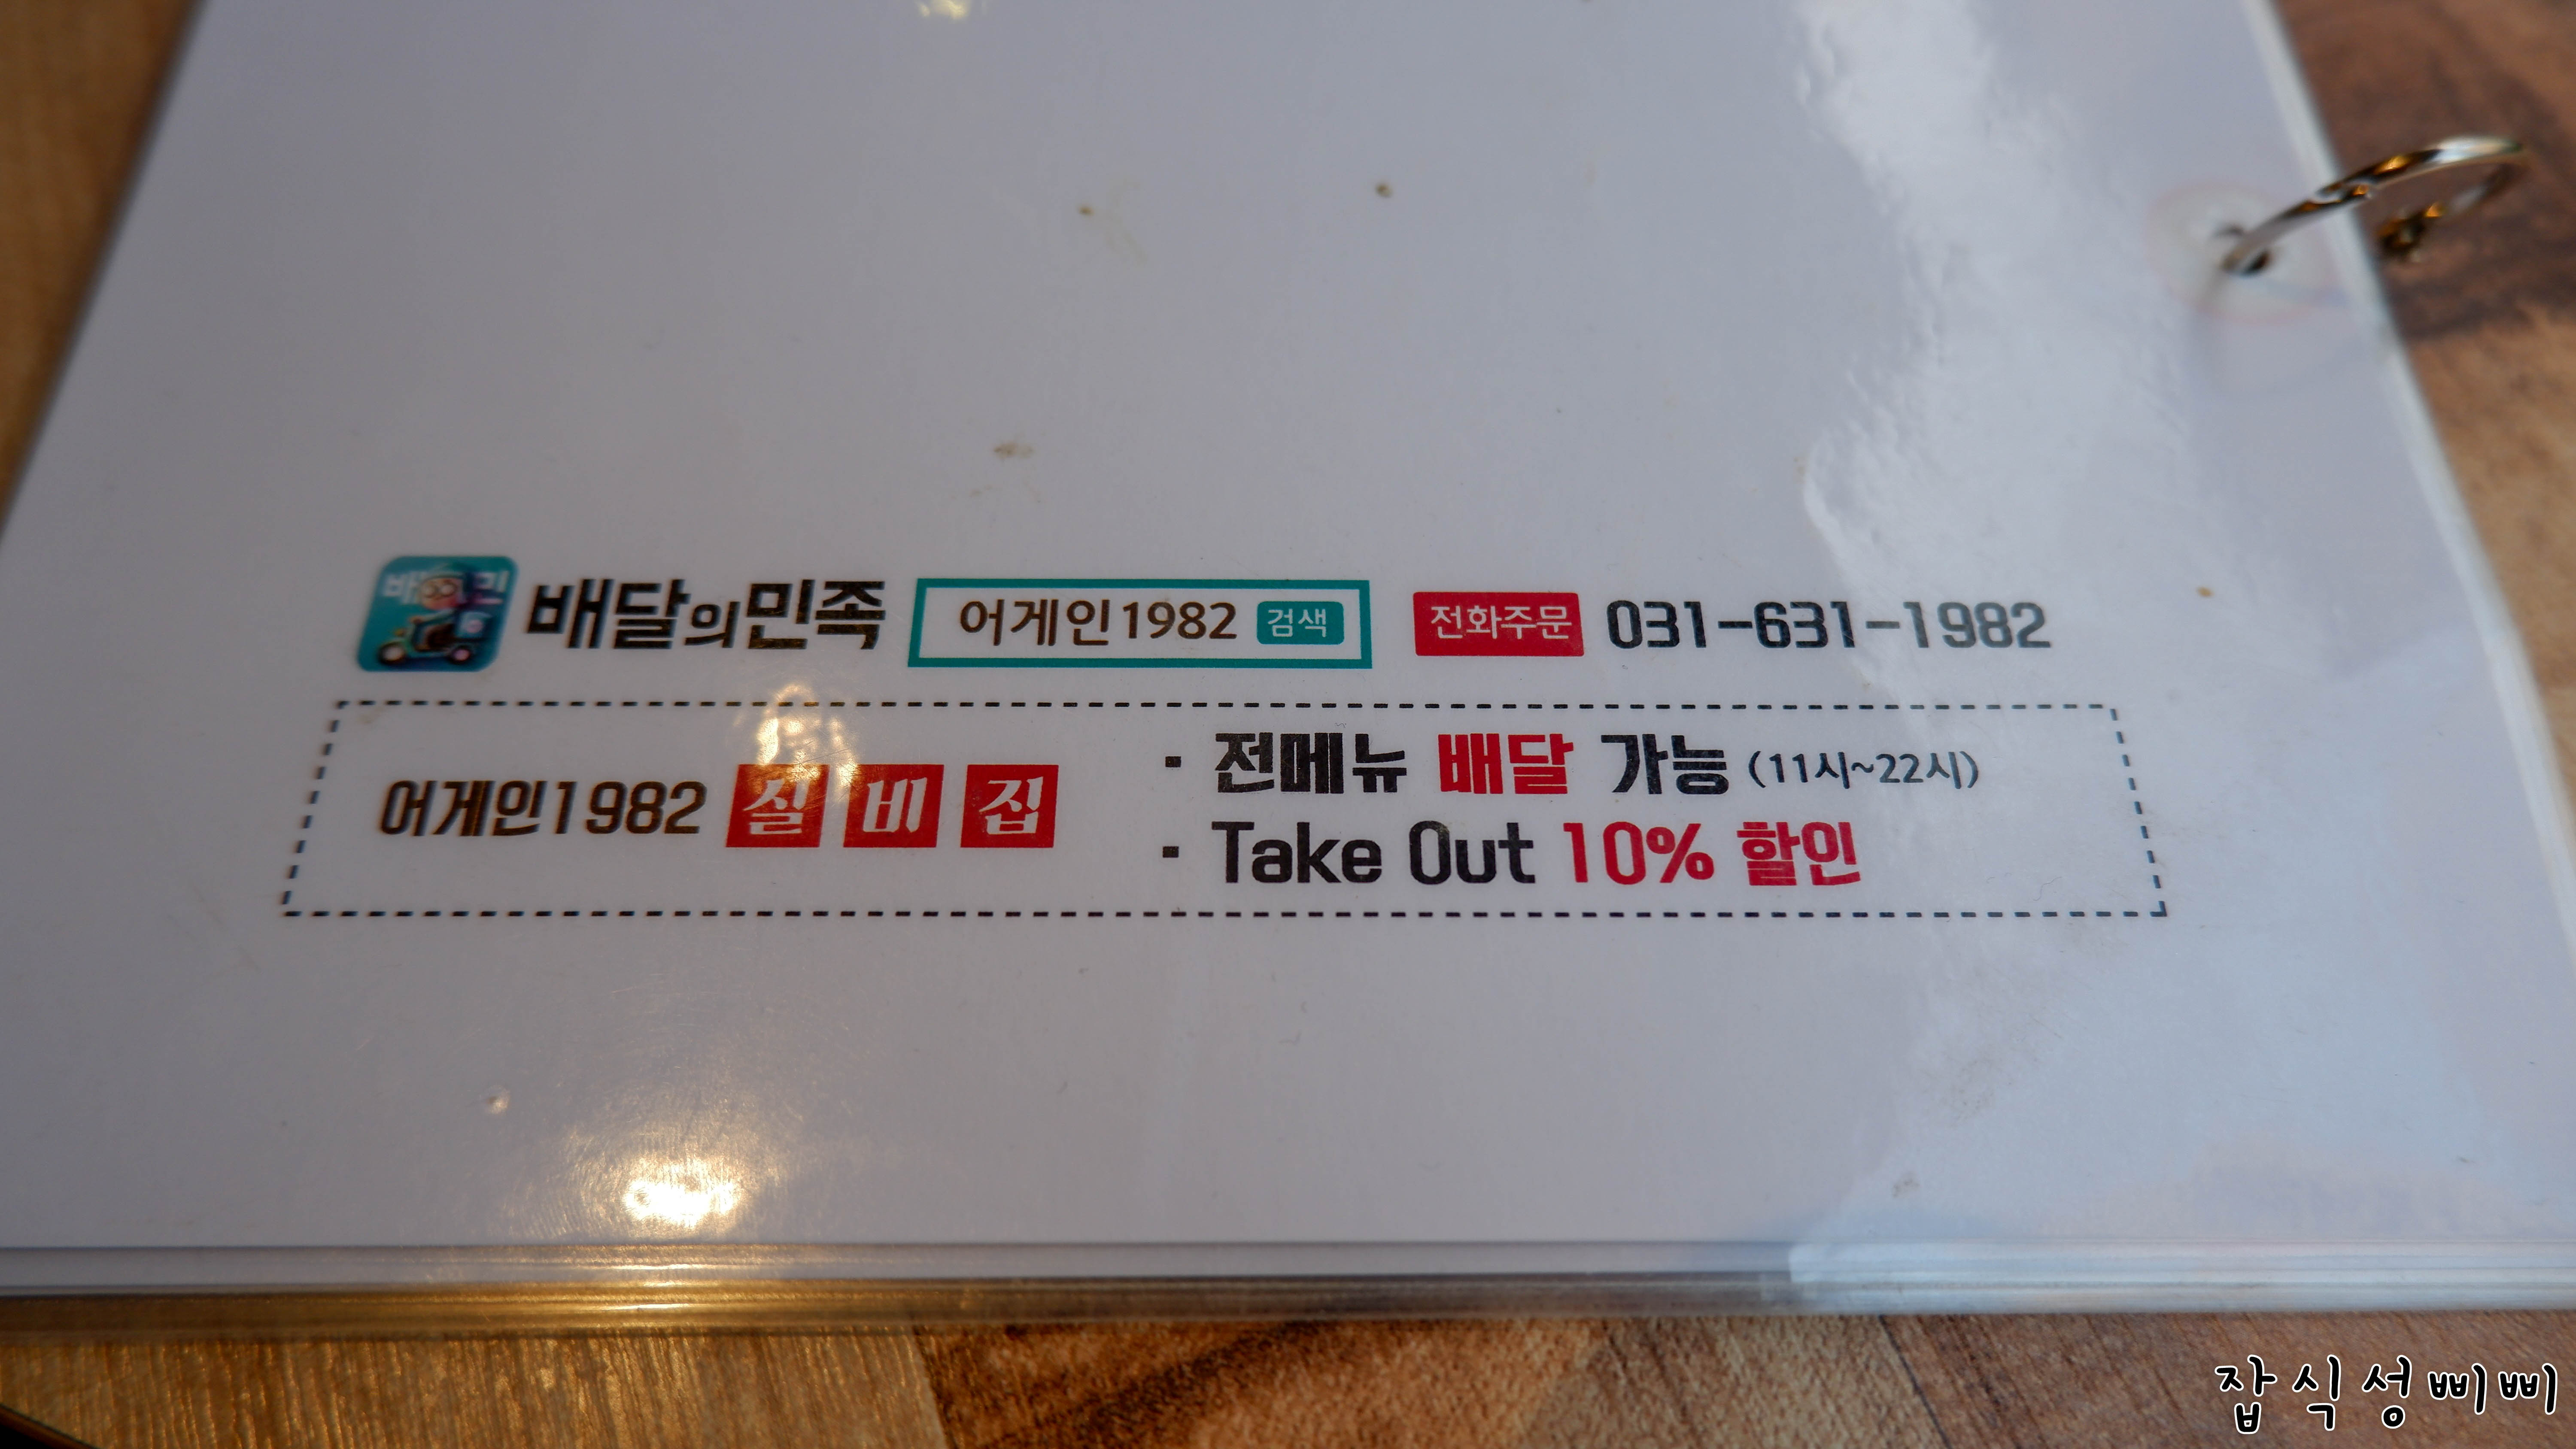 배민 배달의민족 어게인1982 검색 전화주문 031-631-1982
어게인1982 실비집
· 전메뉴 배달 가능 (11시~22시)
· Take Out 10% 할인
잡식성삐삐